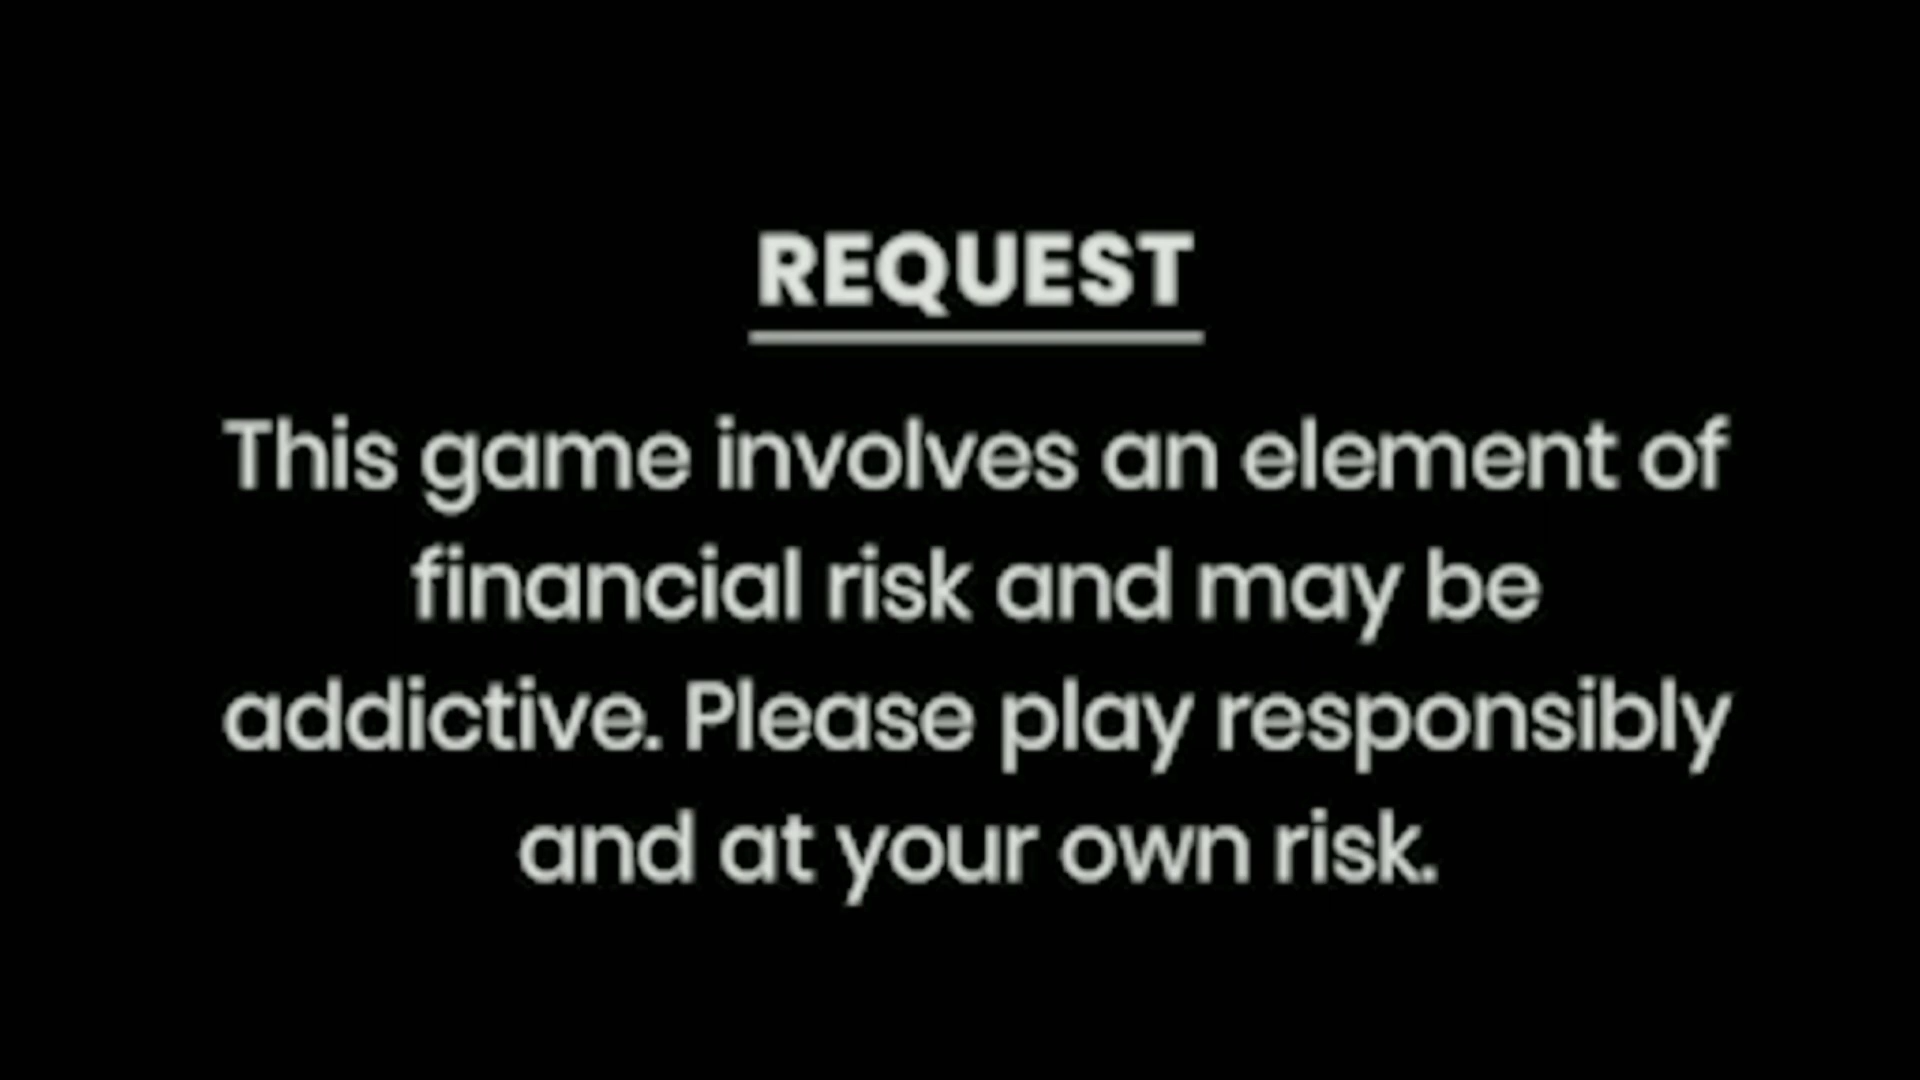 REQUEST
This game involves an element of
financial risk and may be
addictive. Please play responsibly
and at your own risk.